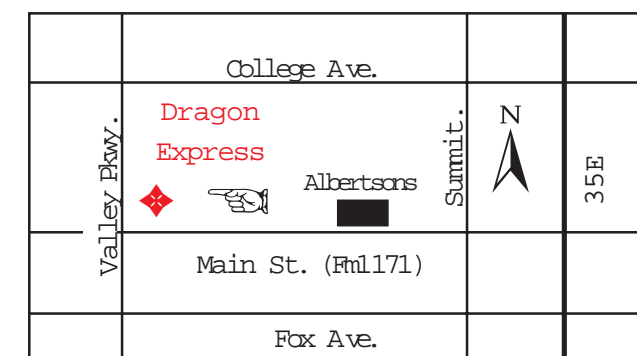 College Ave.
Dragon
Express
Valley Pkwy.
Albertsons
Summit.
N
35E
Main St. (Fm1171)
Fox Ave.